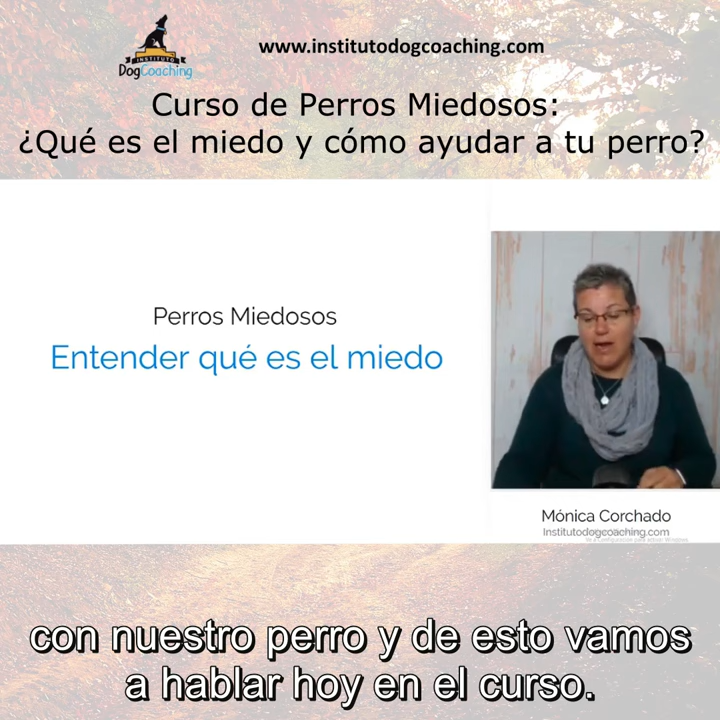 INSTITUTO
DogCoaching
www.institutodogcoaching.com
Curso de Perros Miedosos:
¿Qué es el miedo y cómo ayudar a tu perro?
Perros Miedosos
Entender qué es el miedo
Mónica Corchado
Institutodogcoaching.com
con nuestro perro y de esto vamos
a hablar hoy en el curso.